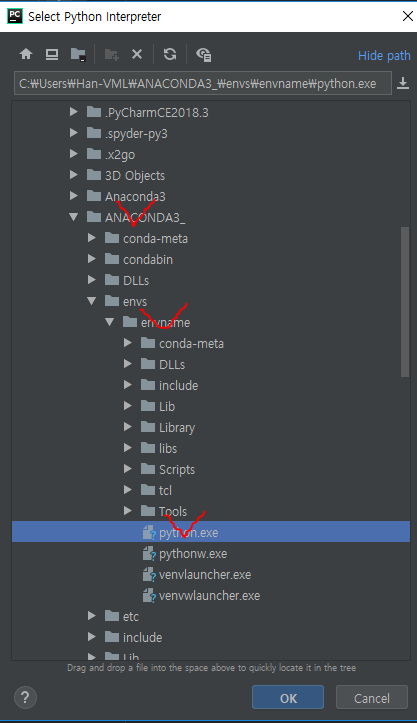 PC
Select Python Interpreter
Hide path
C:₩Users₩Han-VML₩ANACONDA3_₩envs₩envname₩python.exe
.PyCharmCE2018.3
.spyder-py3
.x2go
3D Objects
Anaconda3
ANACONDA3_
conda-meta
condabin
DLLs
envs
envname
conda-meta
DLLs
include
Lib
Library
libs
Scripts
tcl
Tools
python.exe
pythonw.exe
venvlauncher.exe
venvwlauncher.exe
etc
include
Lib
Drag and drop a file into the space above to quickly locate it in the tree
?
OK
Cancel